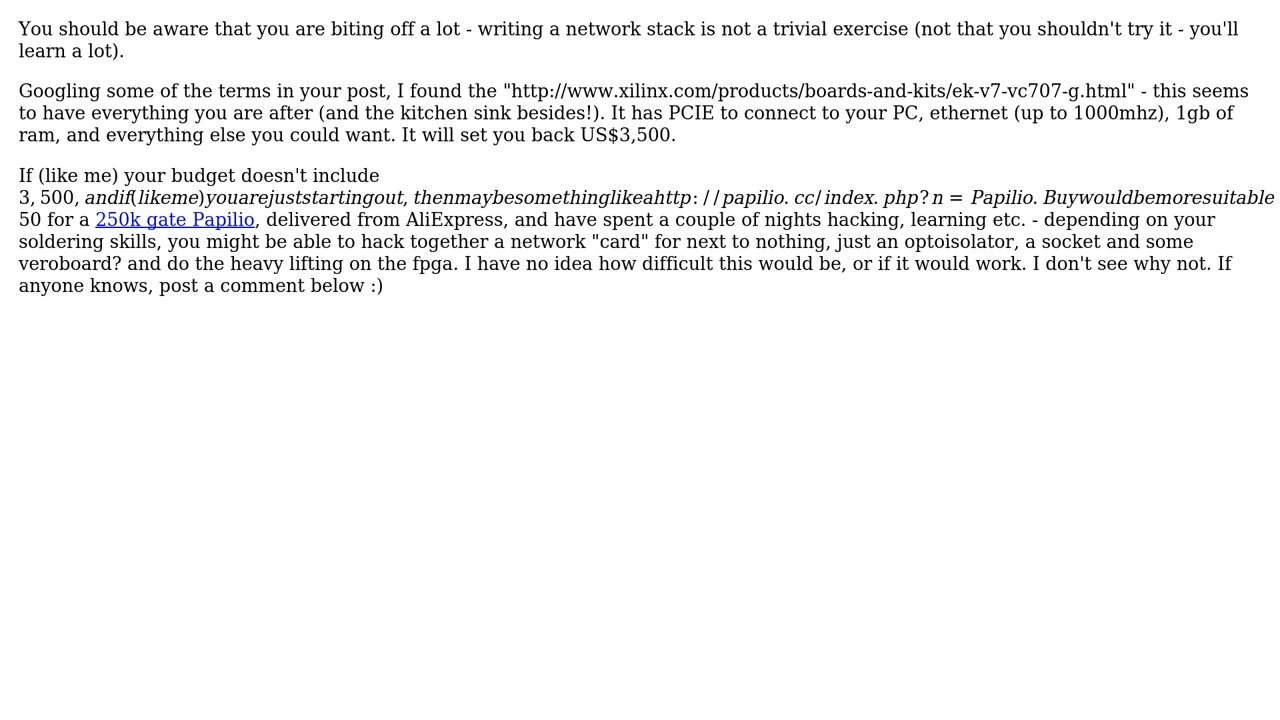 You should be aware that you are biting off a lot - writing a network stack is not a trivial exercise (not that you shouldn't try it - you'll
learn a lot).
Googling some of the terms in your post, I found the "http://www.xilinx.com/products/boards-and-kits/ek-v7-vc707-g.html" - this seems
to have everything you are after (and the kitchen sink besides!). It has PCIE to connect to your PC, ethernet (up to 1000mhz), 1gb of
ram, and everything else you could want. It will set you back US$3,500.
If (like me) your budget doesn't include
3, 500, andif(likeme)youarejuststartingout, thenmaybesomethinglikeahttp://papilio.cc/index.php?n = Papilio.Buywouldbemoresuitable
50 for a 250k gate Papilio, delivered from AliExpress, and have spent a couple of nights hacking, learning etc. - depending on your
soldering skills, you might be able to hack together a network "card" for next to nothing, just an optoisolator, a socket and some
veroboard? and do the heavy lifting on the fpga. I have no idea how difficult this would be, or if it would work. I don't see why not. If
anyone knows, post a comment below :)